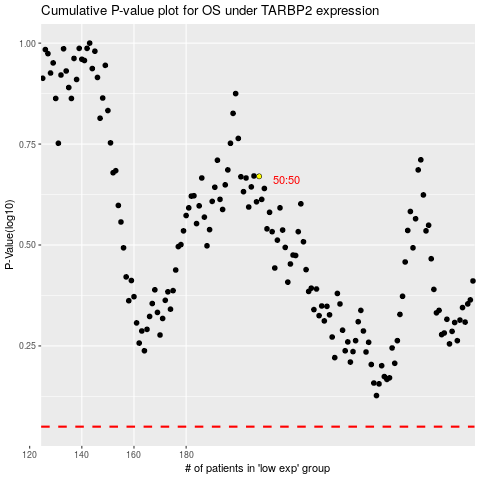 Cumulative P-value plot for OS under TARBP2 expression
1.00
0.75
0.50
0.25
P-Value(log10)
50:50
120 140 160 180
# of patients in 'low exp' group